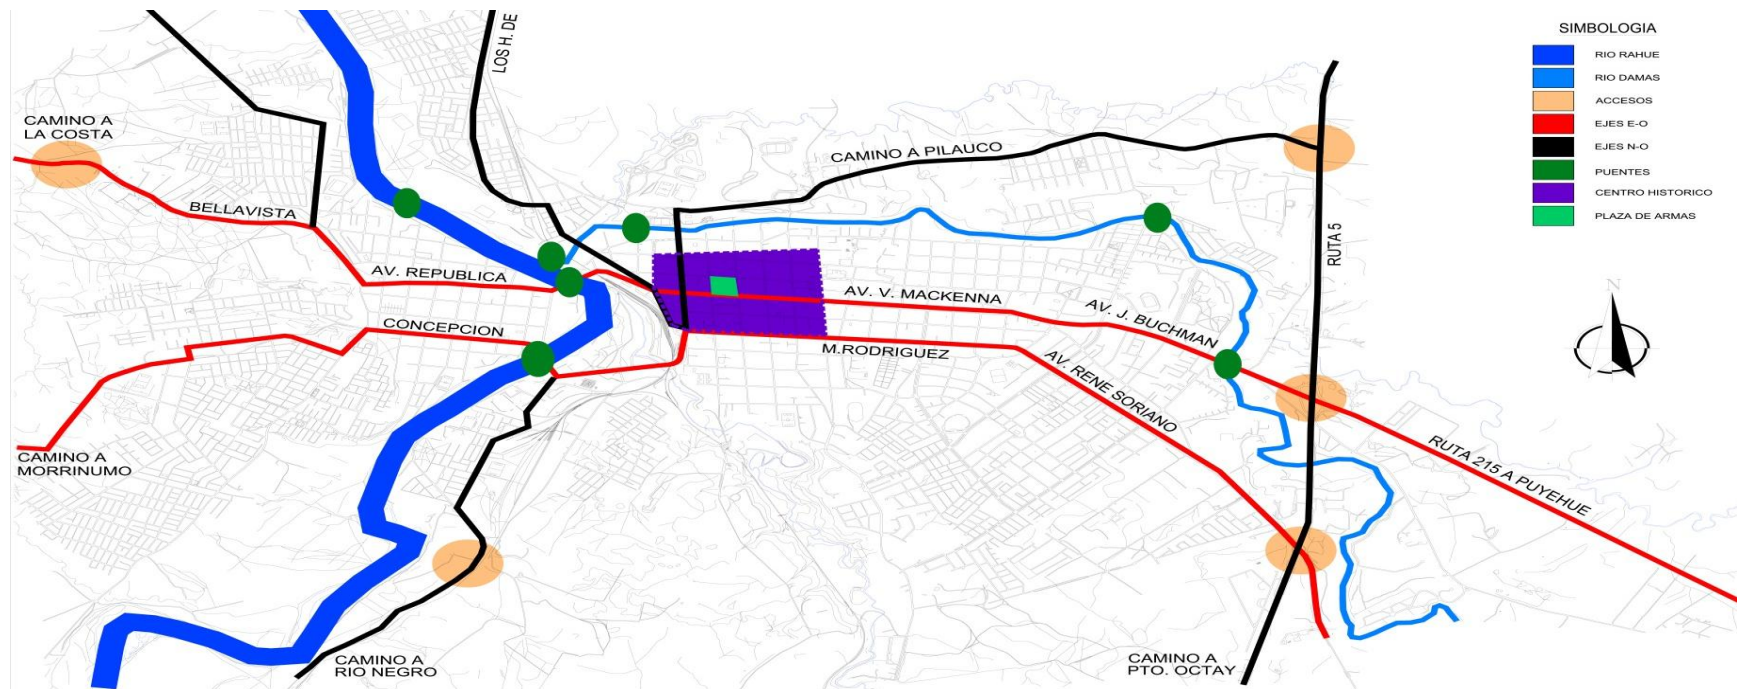 LOS H. DE
SIMBOLOGIA
RIO RAHUE
RIO DAMAS
ACCESOS
EJES E-O
EJES N-O
PUENTES
CENTRO HISTORICO
PLAZA DE ARMAS
CAMINO A
LA COSTA
CAMINO A PILAUCO
BELLAVISTA
RUTA 5
AV. REPUBLICA
AV. V. MACKENNA
N
CONCEPCION
AV. J. BUCHMAN
M.RODRIGUEZ
AV. RENE SORIANO
CAMINO A
MORRINUMO
RUTA 215 A PUYEHUE
CAMINO A
RIO NEGRO
CAMINO A
PTO. OCTAY